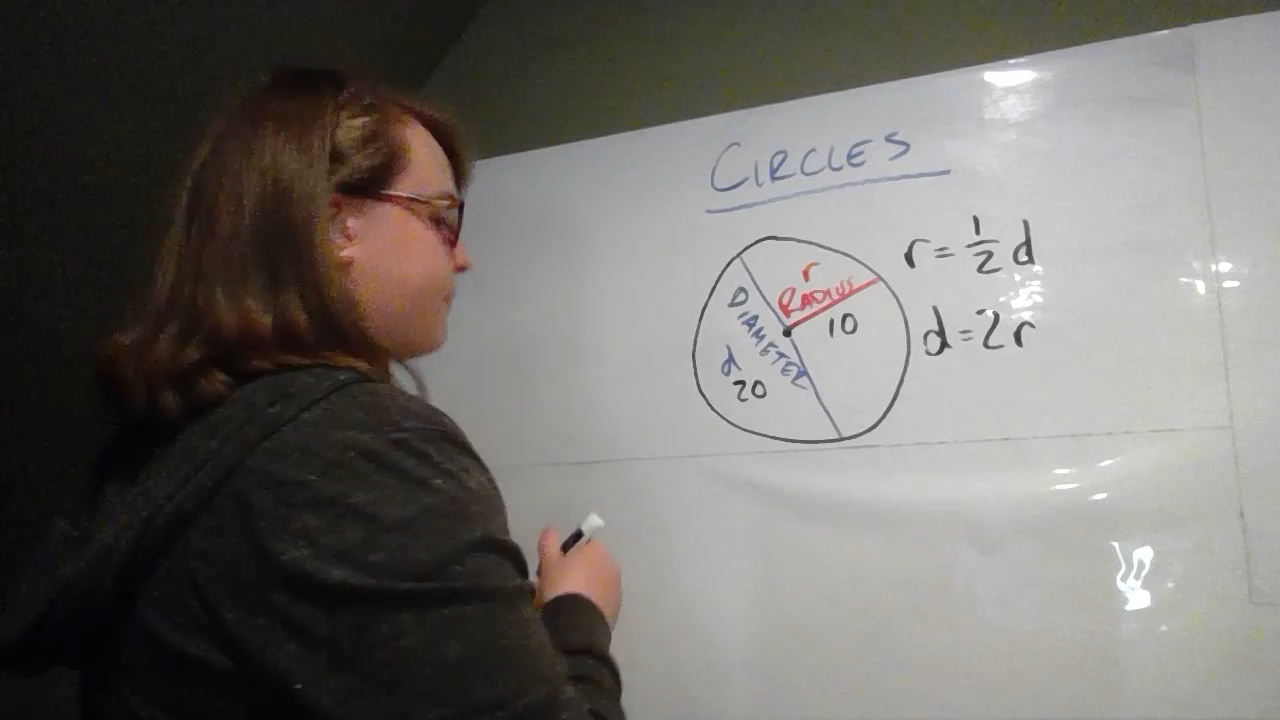 CIRCLES
r
RADIUS
10
DIAMETER
d
20
r = 1/2 d
d = 2r